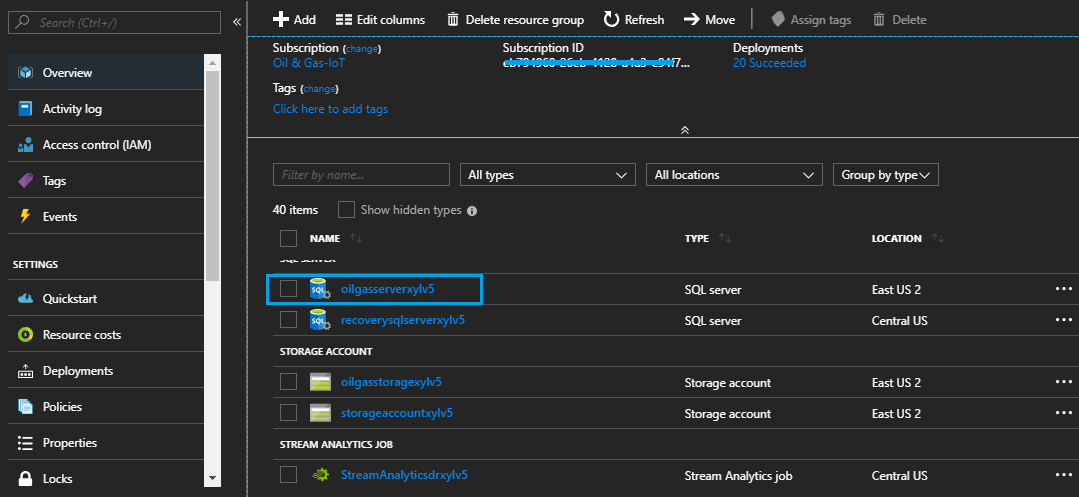 Search (Ctrl+/)
Overview
Activity log
Access control (IAM)
Tags
Events
SETTINGS
Quickstart
Resource costs
Deployments
Policies
Properties
Locks
Add Edit columns Delete resource group Refresh Move Assign tags Delete
Subscription (change) Subscription ID Deployments
Oil & Gas-IoT 20 Succeeded
Tags (change)
Click here to add tags
Filter by name... All types All locations Group by type
40 items Show hidden types
NAME TYPE LOCATION
SQL SERVER
oilgasserverxylv5 SQL server East US 2 ...
recoverysqlserverxylv5 SQL server Central US ...
STORAGE ACCOUNT
oilgasstoragexylv5 Storage account East US 2 ...
storageaccountxylv5 Storage account East US 2 ...
STREAM ANALYTICS JOB
StreamAnalyticsdrxylv5 Stream Analytics job Central US ...